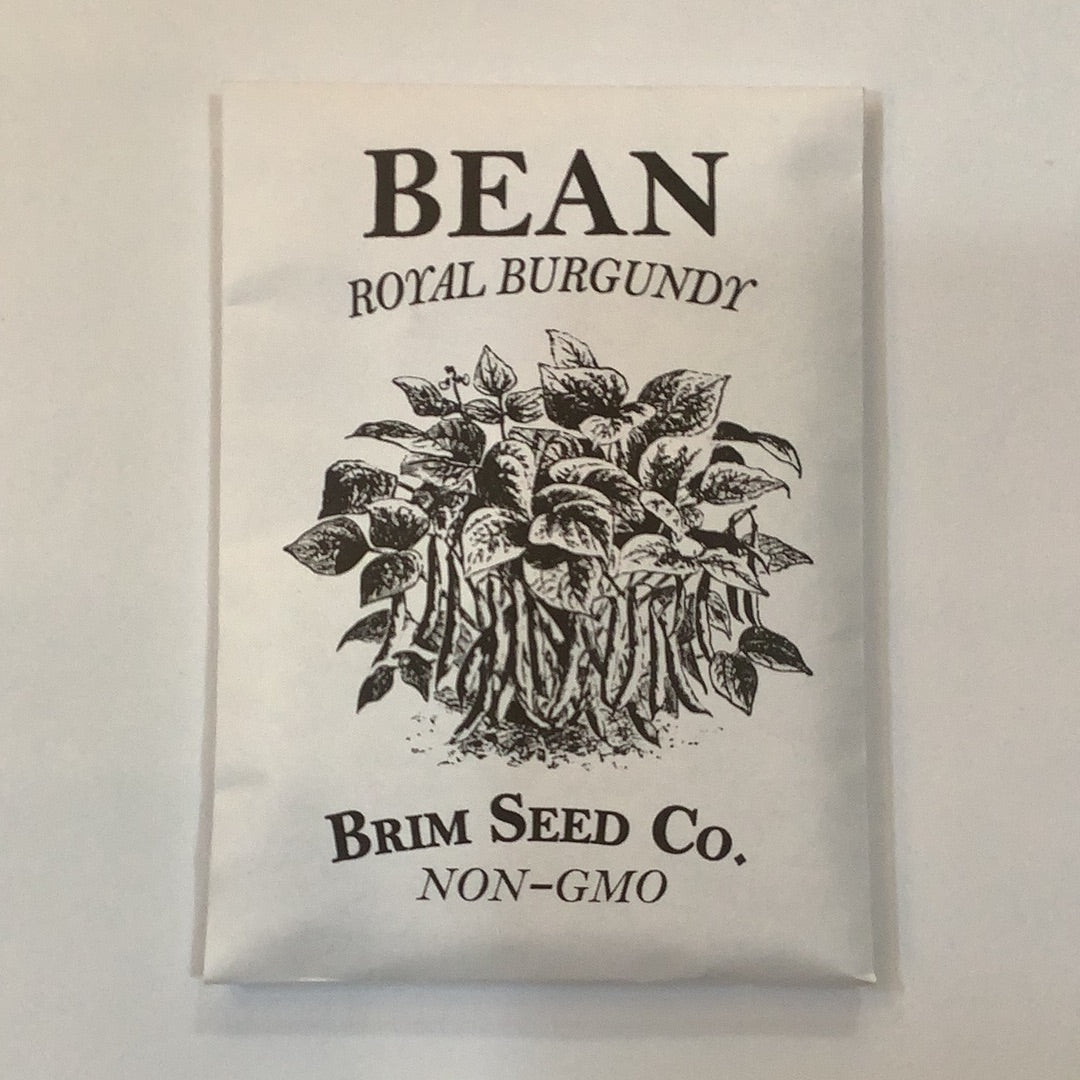 BEAN
ROYAL BURGUNDY
BRIM SEED CO.
NON-GMO